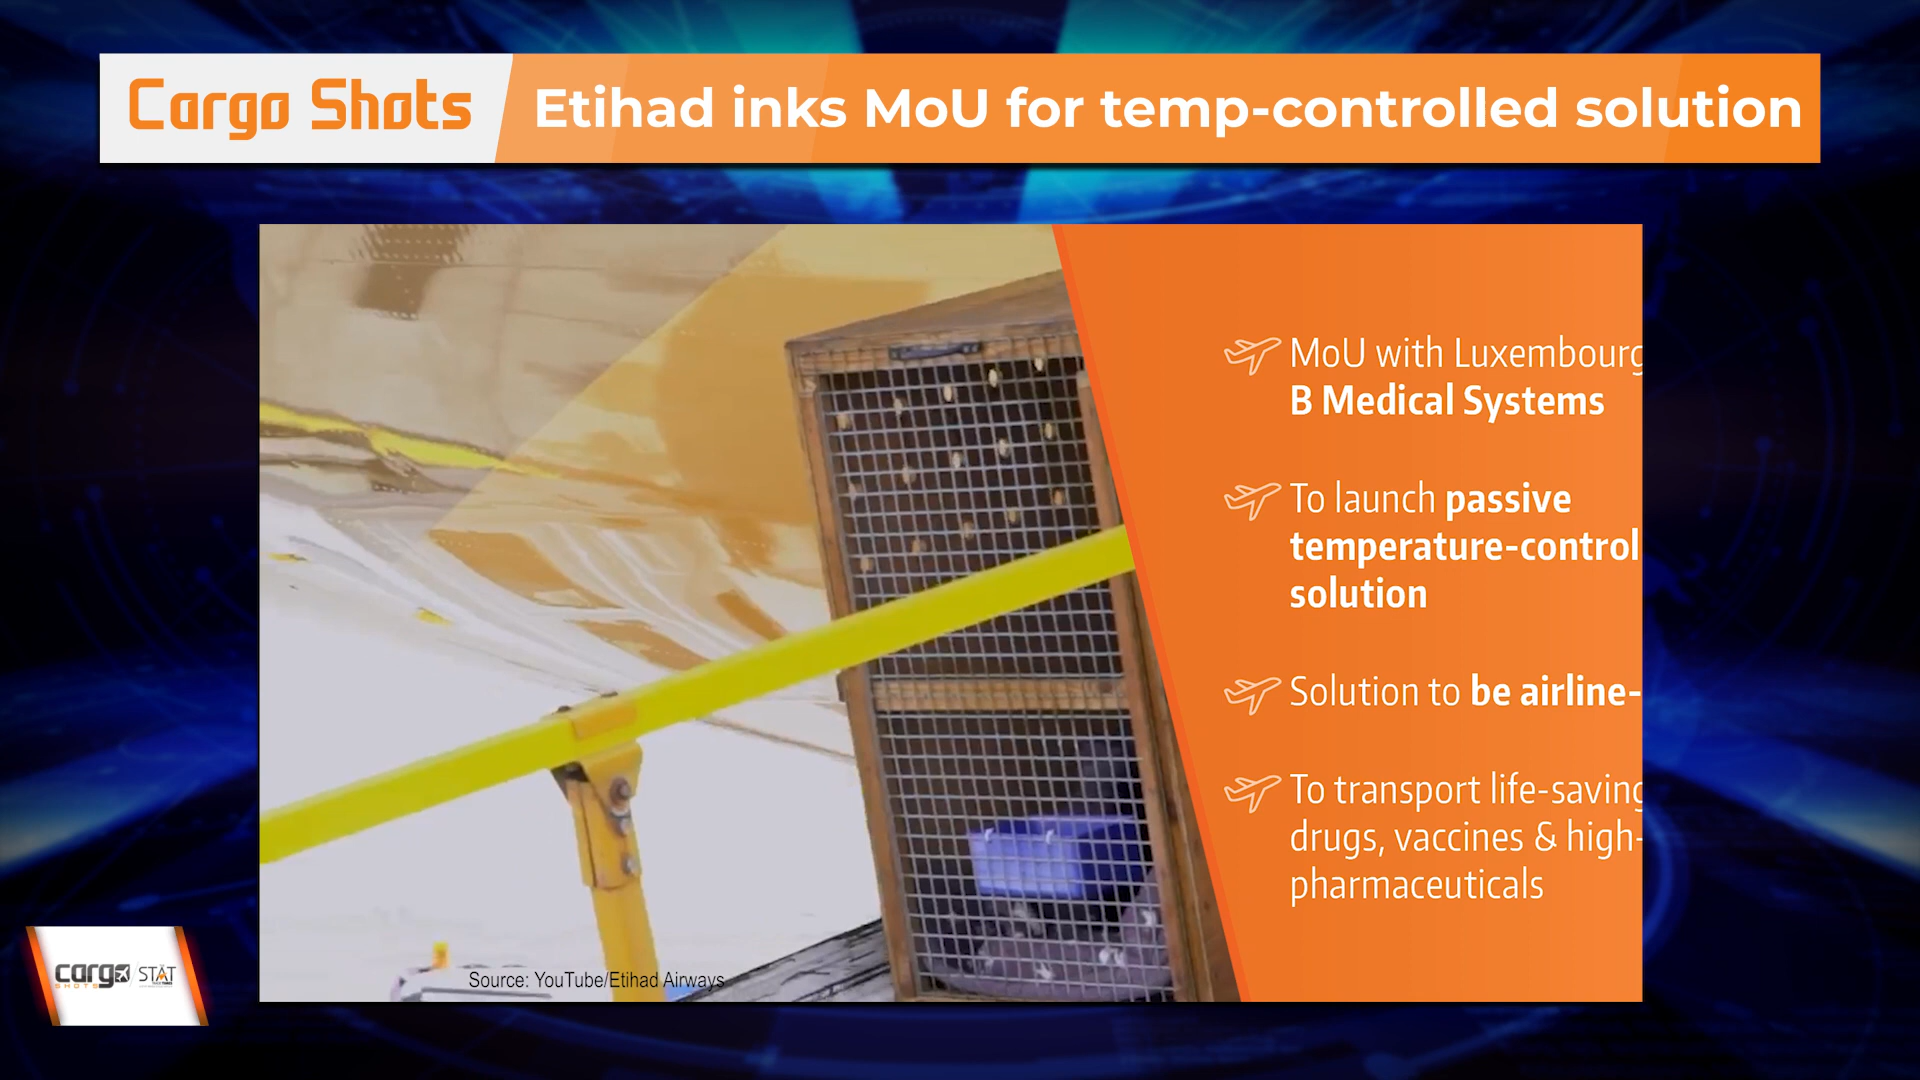 Cargo Shots
Etihad inks MoU for temp-controlled solution
MoU with Luxembourg
B Medical Systems
To launch passive
temperature-control
solution
Solution to be airline-
To transport life-saving
drugs, vaccines & high-
pharmaceuticals
Source: YouTube/Etihad Airways
cargo
SHOTS
STAT
TIMES